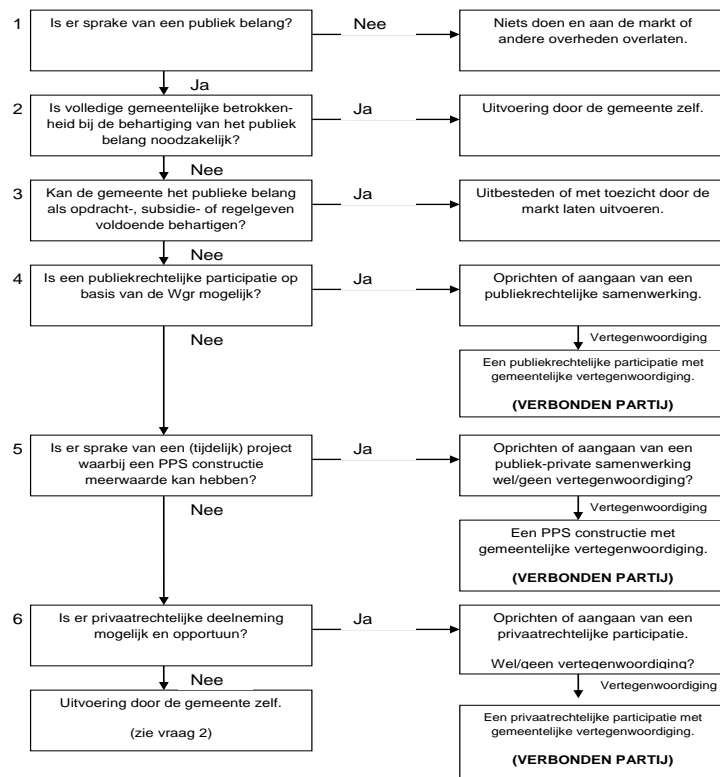 1
Is er sprake van een publiek belang?
Nee
Niets doen en aan de markt of
andere overheden overlaten.
Ja
2
Is volledige gemeentelijke betrokken-
heid bij de behartiging van het publiek
belang noodzakelijk?
Ja
Uitvoering door de gemeente zelf.
Nee
3
Kan de gemeente het publieke belang
als opdracht-, subsidie- of regelgeven
voldoende behartigen?
Ja
Uitbesteden of met toezicht door de
markt laten uitvoeren.
Nee
4
Is een publiekrechtelijke participatie op
basis van de Wgr mogelijk?
Ja
Oprichten of aangaan van een
publiekrechtelijke samenwerking.
Nee
Vertegenwoordiging
Een publiekrechtelijke participatie met
gemeentelijke vertegenwoordiging.
(VERBONDEN PARTIJ)
5
Is er sprake van een (tijdelijk) project
waarbij een PPS constructie
meerwaarde kan hebben?
Ja
Oprichten of aangaan van een
publiek-private samenwerking
wel/geen vertegenwoordiging?
Nee
Vertegenwoordiging
Een PPS constructie met
gemeentelijke vertegenwoordiging.
(VERBONDEN PARTIJ)
6
Is er privaatrechtelijke deelneming
mogelijk en opportuun?
Ja
Oprichten of aangaan van een
privaatrechtelijke participatie.
Wel/geen vertegenwoordiging?
Nee
Vertegenwoordiging
Uitvoering door de gemeente zelf.
(zie vraag 2)
Een privaatrechtelijke participatie met
gemeentelijke vertegenwoordiging.
(VERBONDEN PARTIJ)